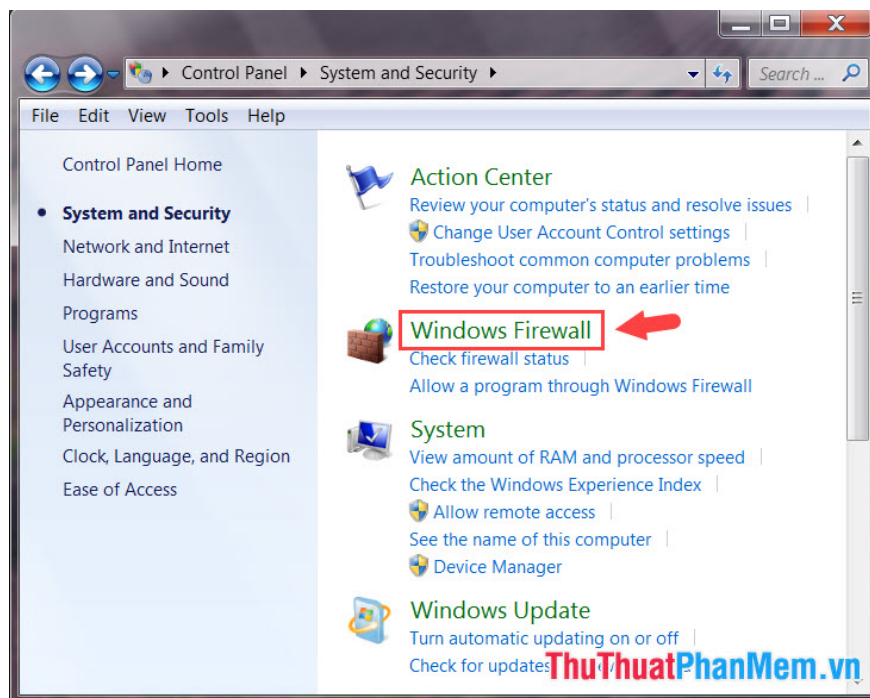 Control Panel System and Security
Search ...
File Edit View Tools Help
Control Panel Home
System and Security
Network and Internet
Hardware and Sound
Programs
User Accounts and Family
Safety
Appearance and
Personalization
Clock, Language, and Region
Ease of Access
Action Center
Review your computer's status and resolve issues
Change User Account Control settings
Troubleshoot common computer problems
Restore your computer to an earlier time
Windows Firewall
Check firewall status
Allow a program through Windows Firewall
System
View amount of RAM and processor speed
Check the Windows Experience Index
Allow remote access
See the name of this computer
Device Manager
Windows Update
Turn automatic updating on or off
Check for updates
ThuThuatPhanMem.vn